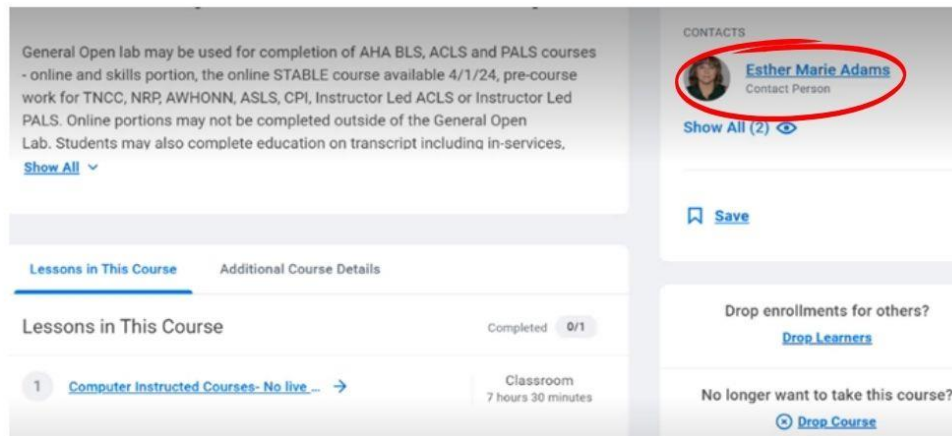 General Open lab may be used for completion of AHA BLS, ACLS and PALS courses
- online and skills portion, the online STABLE course available 4/1/24, pre-course
work for TNCC, NRP, AWHONN, ASLS, CPI, Instructor Led ACLS or Instructor Led
PALS. Online portions may not be completed outside of the General Open
Lab. Students may also complete education on transcript including in-services,
Show All
CONTACTS
Esther Marie Adams
Contact Person
Show All (2)
Save
Lessons in This Course
Additional Course Details
Lessons in This Course
Completed 0/1
1 Computer Instructed Courses- No live ...
Classroom
7 hours 30 minutes
Drop enrollments for others?
Drop Learners
No longer want to take this course?
Drop Course